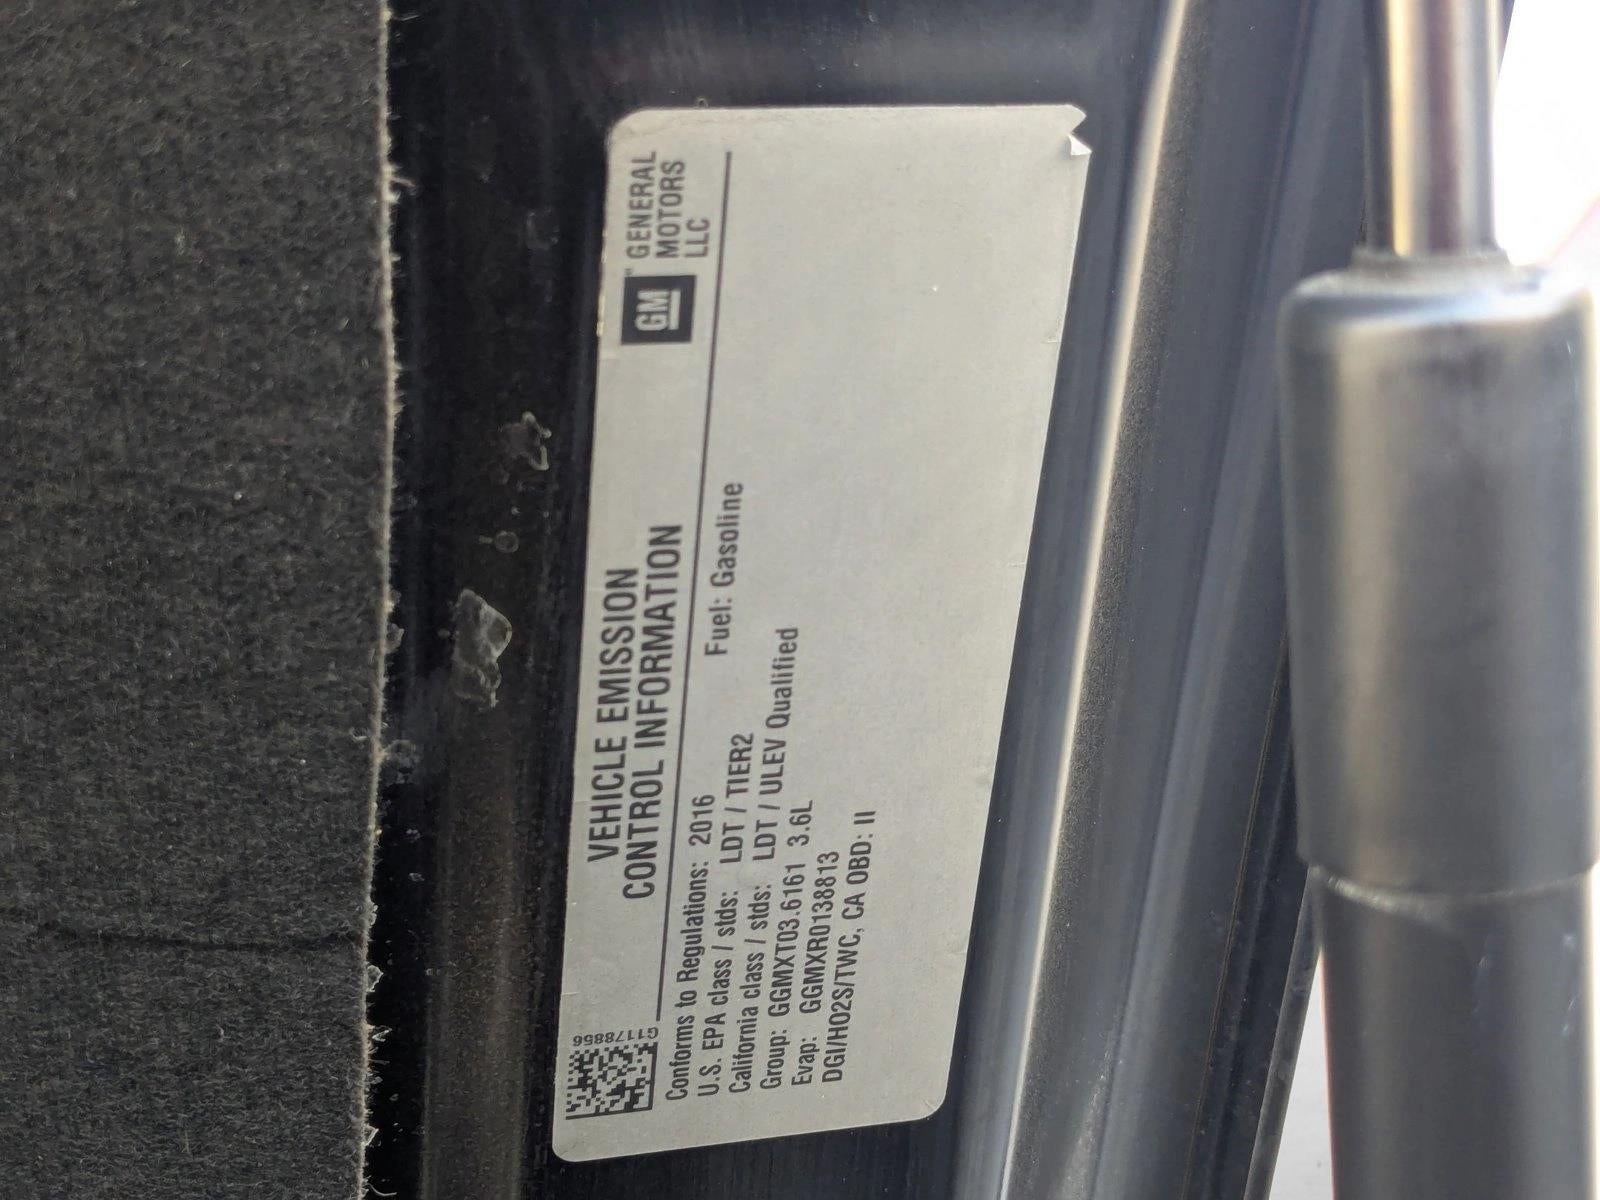 G1178856
VEHICLE EMISSION
CONTROL INFORMATION
GM
GENERAL
MOTORS
LLC
Conforms to Regulations: 2016 Fuel: Gasoline
U.S. EPA class / stds: LDT / TIER2
California class / stds: LDT / ULEV Qualified
Group: GGMXT03.6161 3.6L
Evap: GGMXR0138813
DGI/HO2S/TWC, CA OBD: II